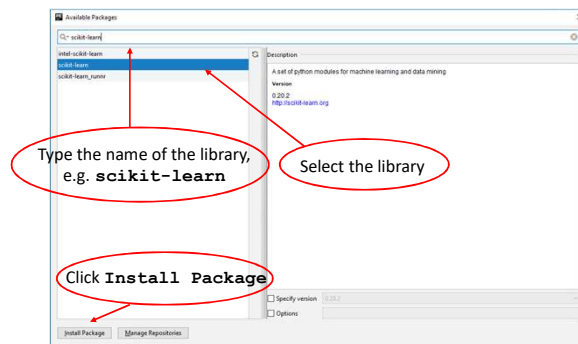 Available Packages
scikit-learn
intel-scikit-learn
scikit-learn
scikit-learn_runnr
Description
A set of python modules for machine learning and data mining
Version
0.20.2
http://scikit-learn.org
Type the name of the library,
e.g. scikit-learn
Select the library
Click Install Package
Specify version 0.20.2
Options
Install Package Manage Repositories